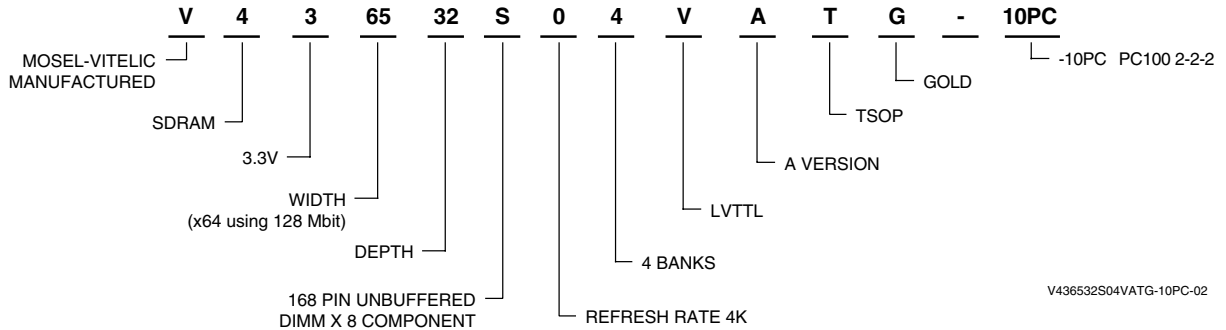 V 4 3 65 32 S 0 4 V A T G - 10PC
MOSEL-VITELIC
MANUFACTURED
-10PC PC100 2-2-2
GOLD
SDRAM
TSOP
3.3V
A VERSION
WIDTH
(x64 using 128 Mbit)
LVTTL
DEPTH
4 BANKS
168 PIN UNBUFFERED
DIMM X 8 COMPONENT
REFRESH RATE 4K
V436532S04VATG-10PC-02